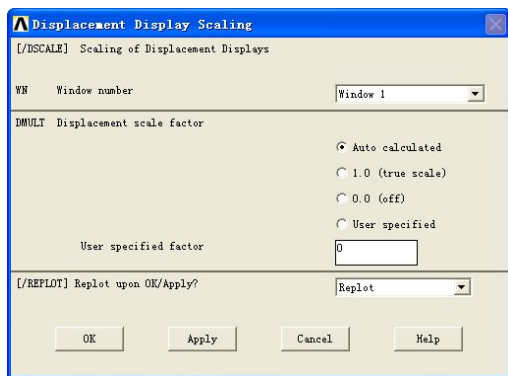 Displacement Display Scaling
[/DSCALE] Scaling of Displacement Displays
WN Window number Window 1
DMULT Displacement scale factor
Auto calculated
1.0 (true scale)
0.0 (off)
User specified
User specified factor 0
[/REPLOT] Replot upon OK/Apply? Replot
OK Apply Cancel Help